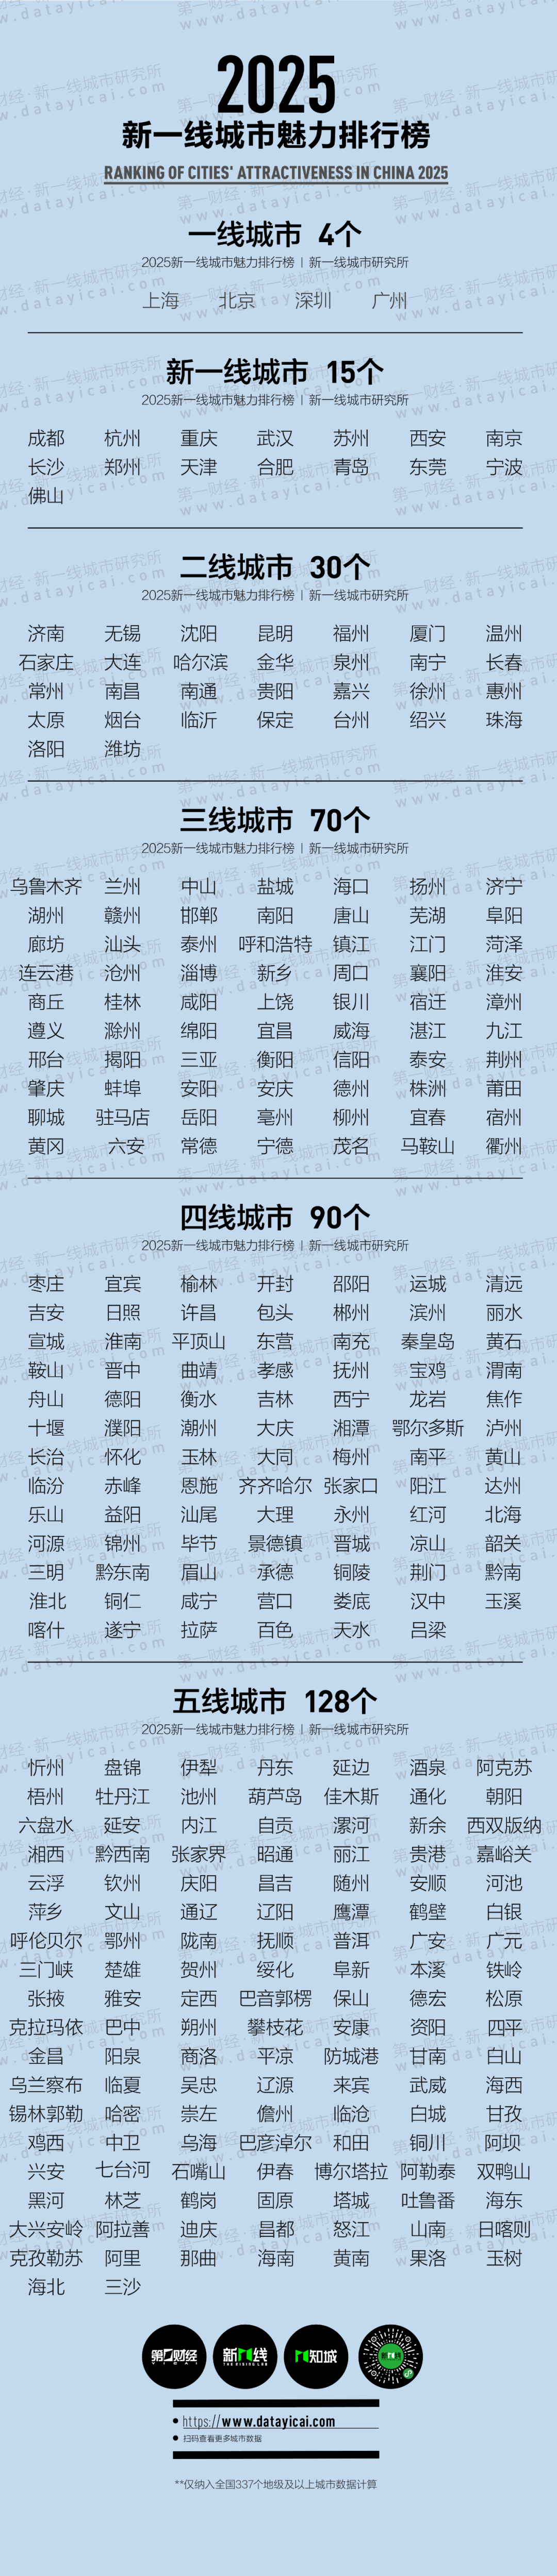 2025
新一线城市魅力排行榜
RANKING OF CITIES' ATTRACTIVENESS IN CHINA 2025
一线城市 4个
2025新一线城市魅力排行榜 | 新一线城市研究所
上海 北京 深圳 广州
新一线城市 15个
2025新一线城市魅力排行榜 | 新一线城市研究所
成都 杭州 重庆 武汉 苏州 西安 南京
长沙 郑州 天津 合肥 青岛 东莞 宁波
佛山
二线城市 30个
2025新一线城市魅力排行榜 | 新一线城市研究所
济南 无锡 沈阳 昆明 福州 厦门 温州
石家庄 大连 哈尔滨 金华 泉州 南宁 长春
常州 南昌 南通 贵阳 嘉兴 徐州 惠州
太原 烟台 临沂 保定 台州 绍兴 珠海
洛阳 潍坊
三线城市 70个
2025新一线城市魅力排行榜 | 新一线城市研究所
乌鲁木齐 兰州 中山 盐城 海口 扬州 济宁
湖州 赣州 邯郸 南阳 唐山 芜湖 阜阳
廊坊 汕头 泰州 呼和浩特 镇江 江门 菏泽
连云港 沧州 淄博 新乡 周口 襄阳 淮安
商丘 桂林 咸阳 上饶 银川 宿迁 漳州
遵义 滁州 绵阳 宜昌 威海 湛江 九江
邢台 揭阳 三亚 衡阳 信阳 泰安 荆州
肇庆 蚌埠 安阳 安庆 德州 株洲 莆田
聊城 驻马店 岳阳 亳州 柳州 宜春 宿州
黄冈 六安 常德 宁德 茂名 马鞍山 衢州
四线城市 90个
2025新一线城市魅力排行榜 | 新一线城市研究所
枣庄 宜宾 榆林 开封 邵阳 运城 清远
吉安 日照 许昌 包头 郴州 滨州 丽水
宣城 淮南 平顶山 东营 南充 秦皇岛 黄石
鞍山 晋中 曲靖 孝感 抚州 宝鸡 渭南
舟山 德阳 衡水 吉林 西宁 龙岩 焦作
十堰 濮阳 潮州 大庆 湘潭 鄂尔多斯 泸州
长治 怀化 玉林 大同 梅州 南平 黄山
临汾 赤峰 恩施 齐齐哈尔 张家口 阳江 达州
乐山 益阳 汕尾 大理 永州 红河 北海
河源 锦州 毕节 景德镇 晋城 凉山 韶关
三明 黔东南 眉山 承德 铜陵 荆门 黔南
淮北 铜仁 咸宁 营口 娄底 汉中 玉溪
喀什 遂宁 拉萨 百色 天水 吕梁
五线城市 128个
2025新一线城市魅力排行榜 | 新一线城市研究所
忻州 盘锦 伊犁 丹东 延边 酒泉 阿克苏
梧州 牡丹江 池州 葫芦岛 佳木斯 通化 朝阳
六盘水 延安 内江 自贡 漯河 新余 西双版纳
湘西 黔西南 张家界 昭通 丽江 贵港 嘉峪关
云浮 钦州 庆阳 昌吉 随州 安顺 河池
萍乡 文山 通辽 辽阳 鹰潭 鹤壁 白银
呼伦贝尔 鄂州 陇南 抚顺 普洱 广安 广元
三门峡 楚雄 贺州 绥化 阜新 本溪 铁岭
张掖 雅安 定西 巴音郭楞 保山 德宏 松原
克拉玛依 巴中 朔州 攀枝花 安康 资阳 四平
金昌 阳泉 商洛 平凉 防城港 甘南 白山
乌兰察布 临夏 吴忠 辽源 来宾 武威 海西
锡林郭勒 哈密 崇左 儋州 临沧 白城 甘孜
鸡西 中卫 乌海 巴彦淖尔 和田 铜川 阿坝
兴安 七台河 石嘴山 伊春 博尔塔拉 阿勒泰 双鸭山
黑河 林芝 鹤岗 固原 塔城 吐鲁番 海东
大兴安岭 阿拉善 迪庆 昌都 怒江 山南 日喀则
克孜勒苏 阿里 那曲 海南 黄南 果洛 玉树
海北 三沙
https://www.datayicai.com
扫码查看更多城市数据
**仅纳入全国337个地级及以上城市数据计算